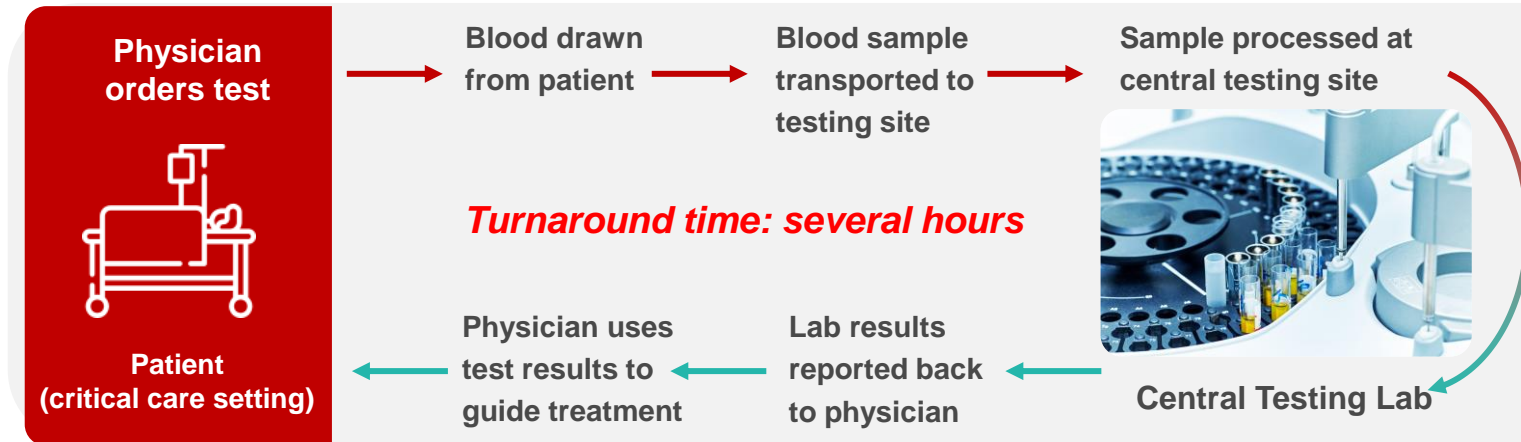 Physician
orders test
Blood drawn
from patient
Blood sample
transported to
testing site
Sample processed at
central testing site
Turnaround time: several hours
Patient
(critical care setting)
Physician uses
test results to
guide treatment
Lab results
reported back
to physician
Central Testing Lab